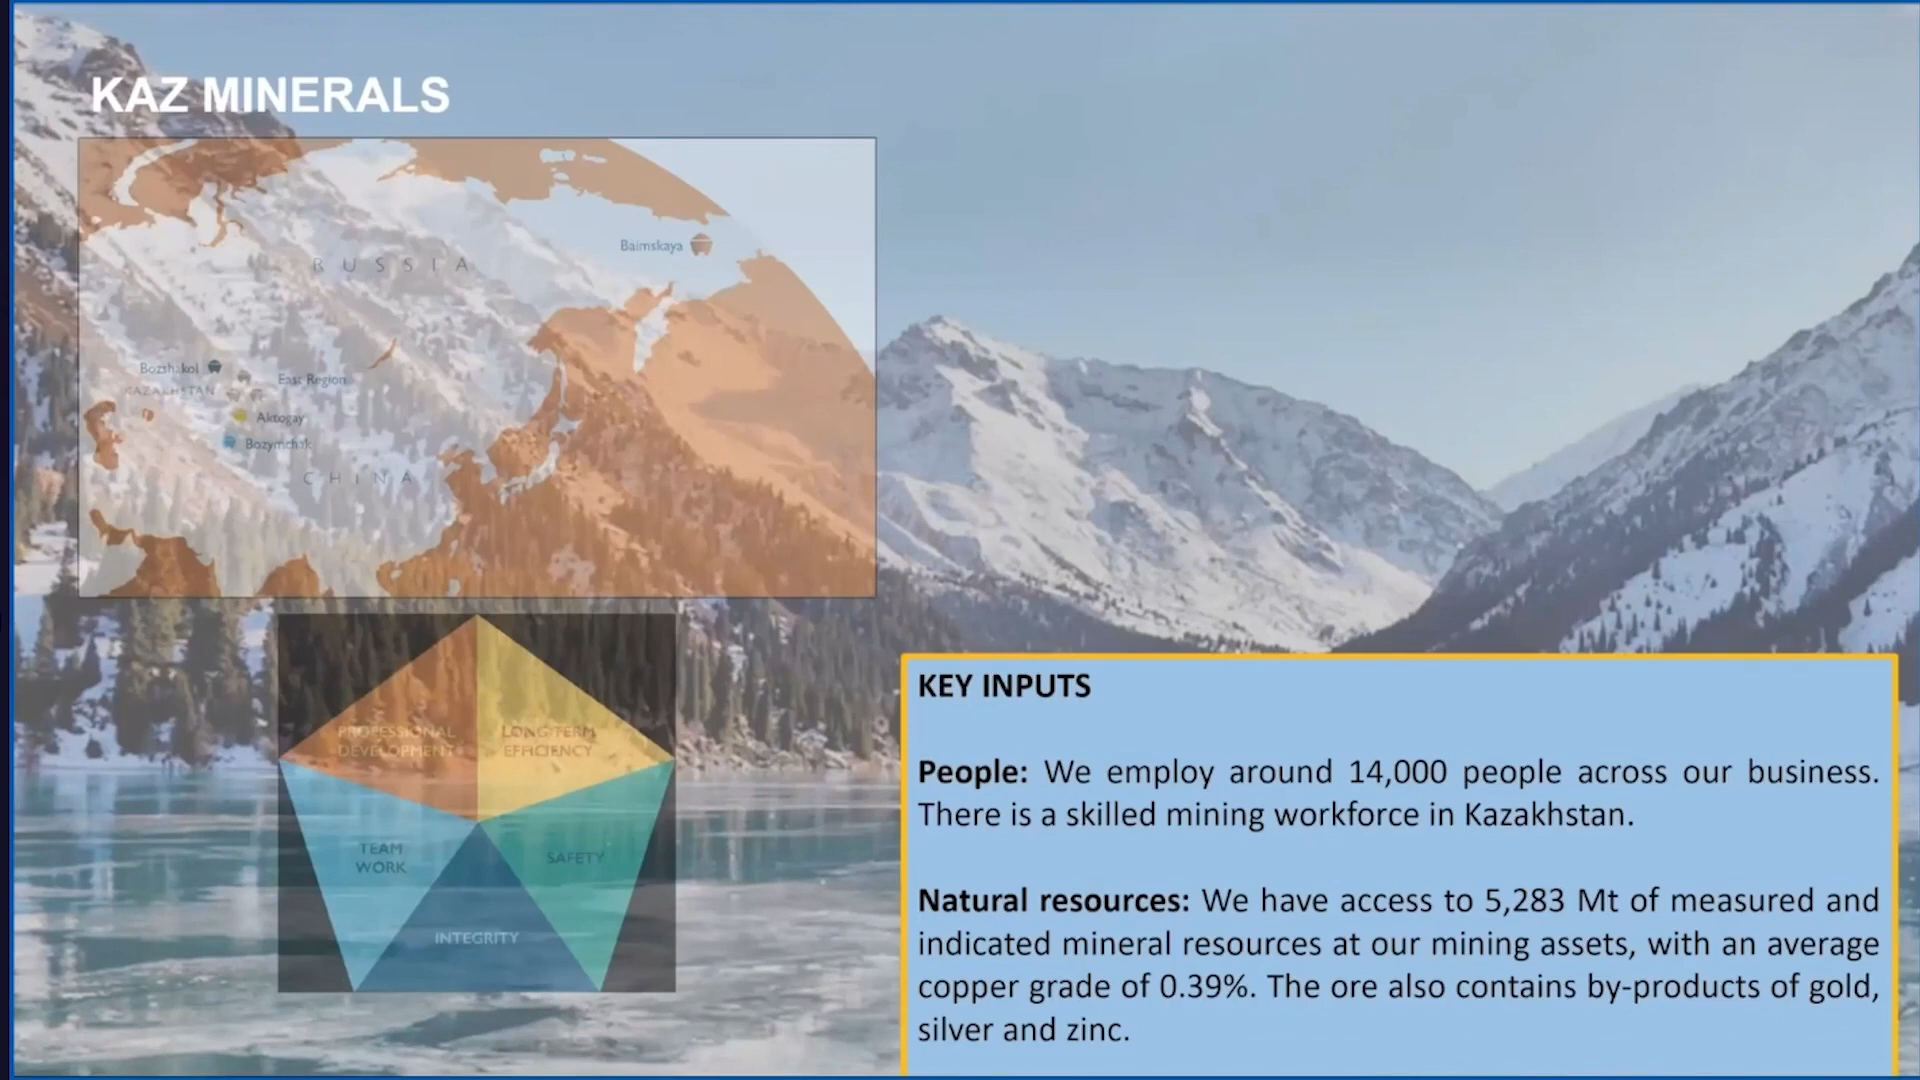 KAZ MINERALS
Baimskaya
RUSSIA
Bozshakol
East Region
KAZAKHSTAN
Aktogay
Bozymchak
CHINA
PROFESSIONAL
DEVELOPMENT
LONG TERM
EFFICIENCY
TEAM
WORK
SAFETY
INTEGRITY
KEY INPUTS
People: We employ around 14,000 people across our business.
There is a skilled mining workforce in Kazakhstan.
Natural resources: We have access to 5,283 Mt of measured and
indicated mineral resources at our mining assets, with an average
copper grade of 0.39%. The ore also contains by-products of gold,
silver and zinc.